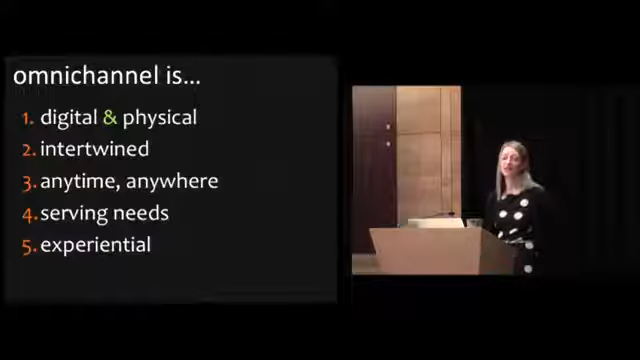 omnichannel is...
1. digital & physical
2. intertwined
3. anytime, anywhere
4. serving needs
5. experiential